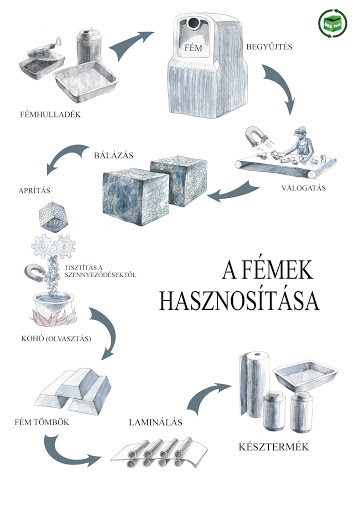 FÉM
BEGYŰJTÉS
FÉMHULLADÉK
BÁLÁZÁS
VÁLOGATÁS
APRÍTÁS
TISZTÍTÁS A
SZENNYEZŐDÉSEKTŐL
A FÉMEK
HASZNOSÍTÁSA
KOHÓ (OLVASZTÁS)
FÉM TÖMBÖK
LAMINÁLÁS
KÉSZTERMÉK